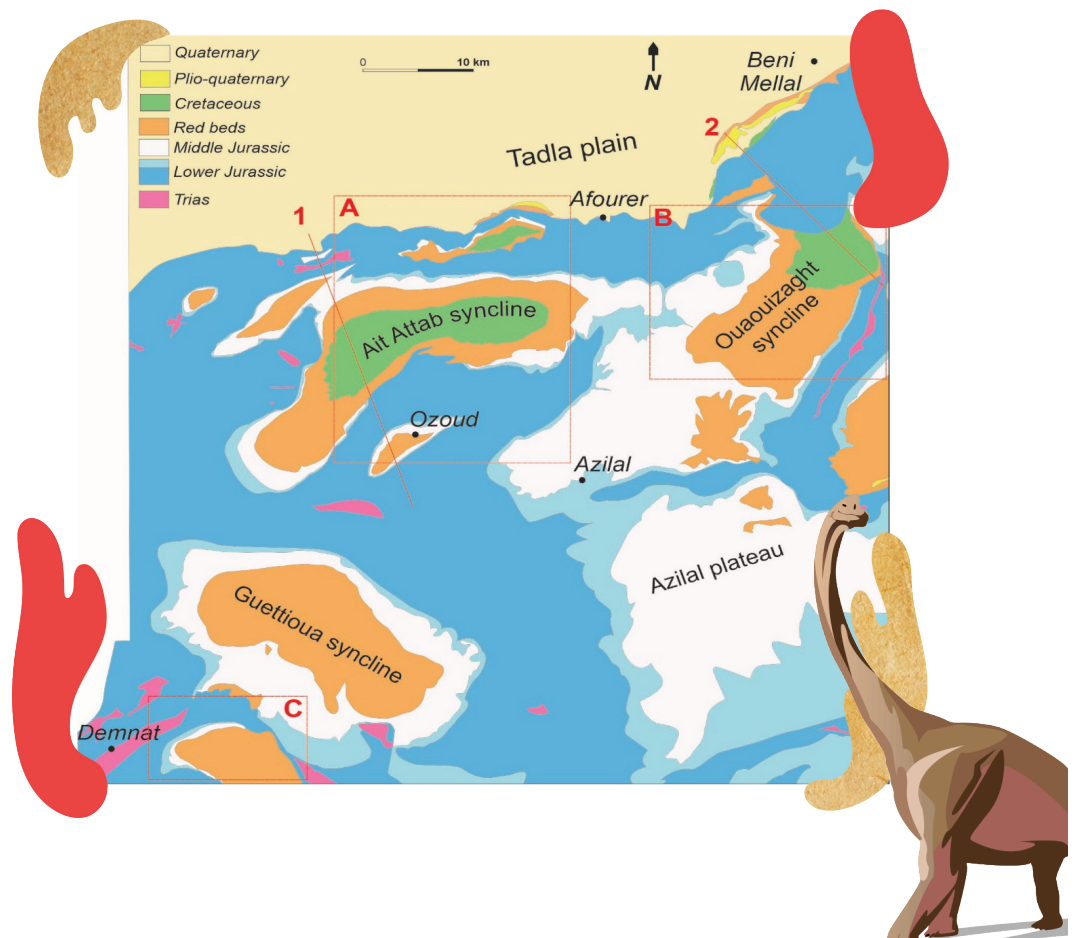 Quaternary
Plio-quaternary
Cretaceous
Red beds
Middle Jurassic
Lower Jurassic
Trias
0 10 km
N
Beni
Mellal
2
Tadla plain
Afourer
1
A
B
Ait Attab syncline
Ouaouizaght
syncline
Ozoud
Azilal
Azilal plateau
Guettioua syncline
C
Demnat